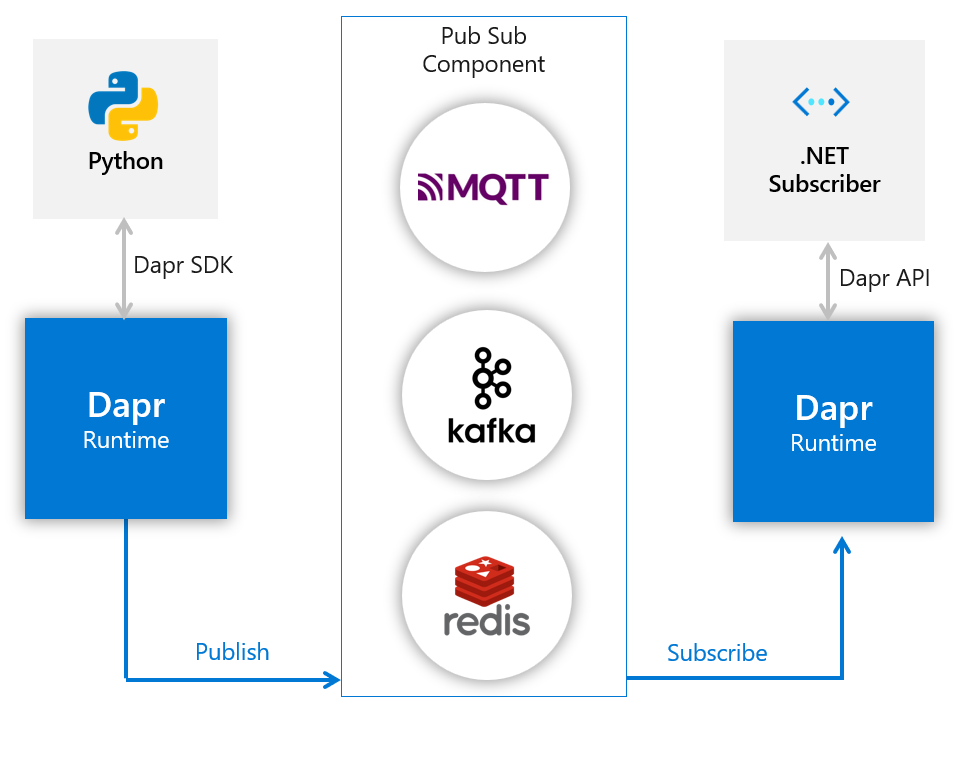 Pub Sub
Component
Python
.NET
Subscriber
MQTT
Dapr SDK
Dapr API
Dapr
Runtime
kafka
Dapr
Runtime
redis
Publish
Subscribe